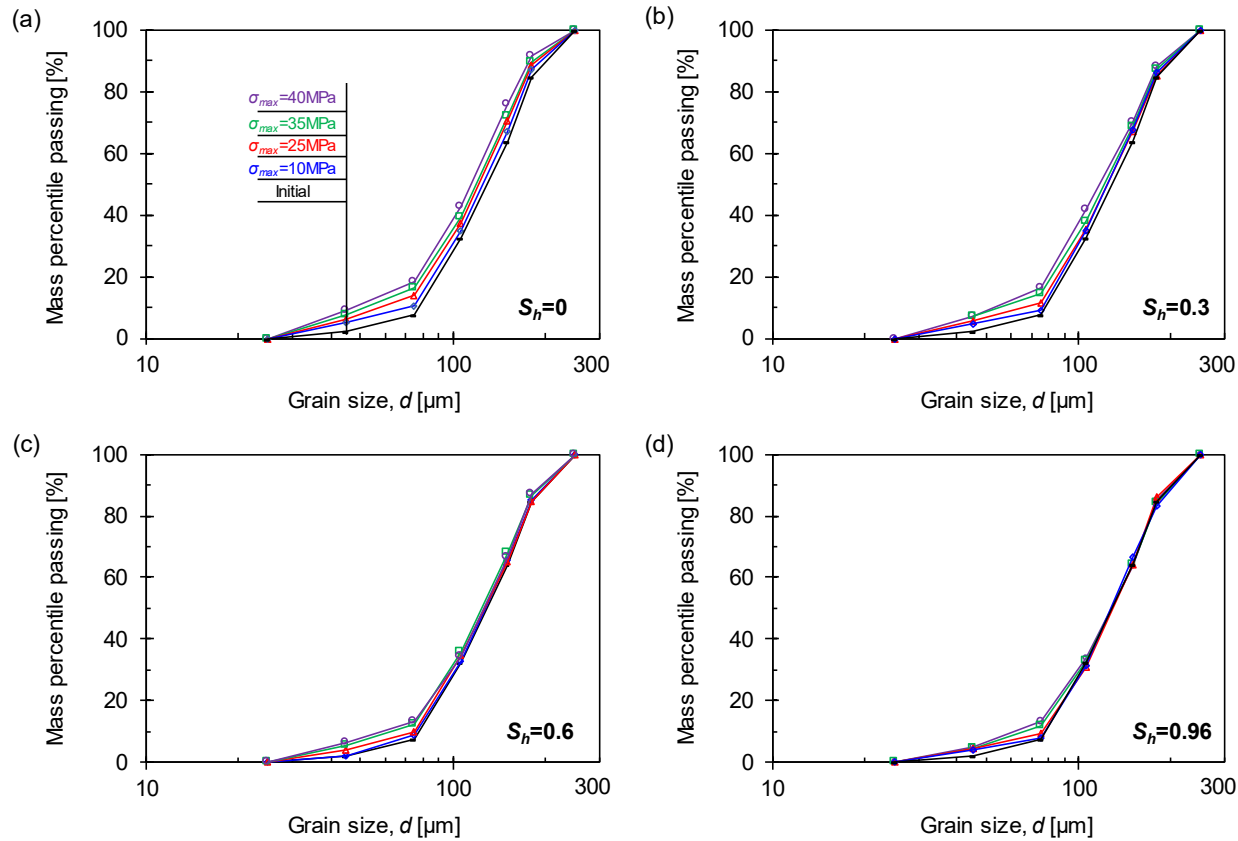 (a)
Mass percentile passing [%]
100
80
60
40
20
0
σmax=40MPa
σmax=35MPa
σmax=25MPa
σmax=10MPa
Initial
Sh=0
10
100
300
Grain size, d [µm]
(b)
Mass percentile passing [%]
100
80
60
40
20
0
Sh=0.3
10
100
300
Grain size, d [µm]
(c)
Mass percentile passing [%]
100
80
60
40
20
0
Sh=0.6
10
100
300
Grain size, d [µm]
(d)
Mass percentile passing [%]
100
80
60
40
20
0
Sh=0.96
10
100
300
Grain size, d [µm]